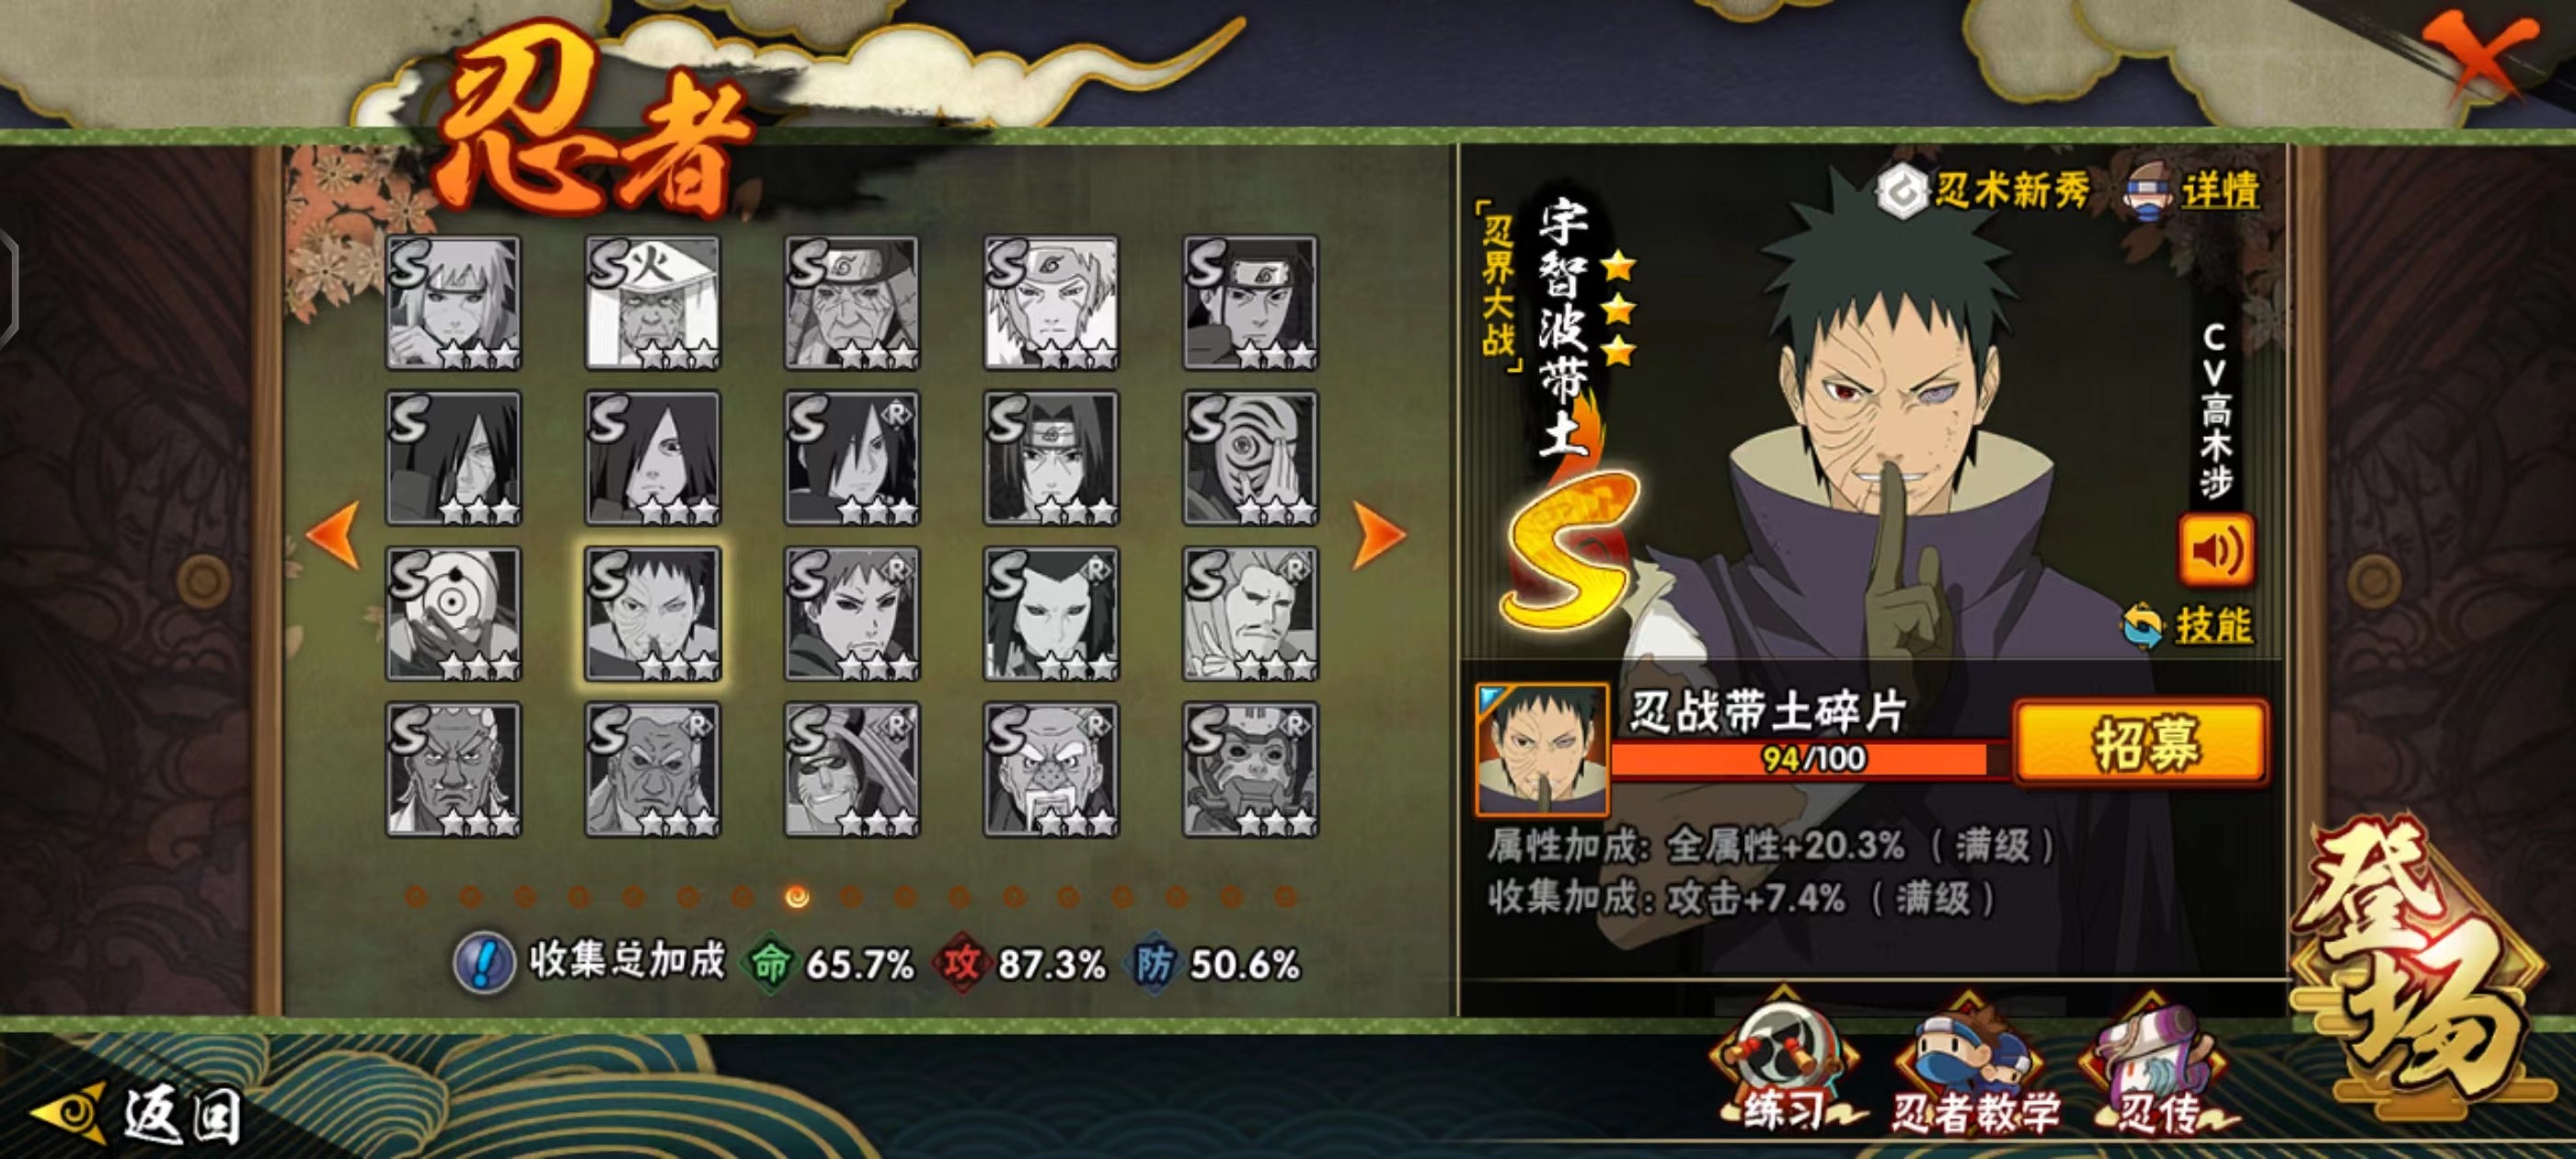 忍者
S
S
火
S
S
S
S
S
S R
S
S
S
S
S R
S R
S R
S
S R
S R
S R
S R
收集总加成 命 65.7% 攻 87.3% 防 50.6%
返回
「忍界大战」
宇智波带土
S
忍术新秀
详情
CV高木涉
技能
忍战带土碎片
94/100
招募
属性加成: 全属性+20.3% ( 满级 )
收集加成: 攻击+7.4% ( 满级 )
练习
忍者教学
忍传
登场